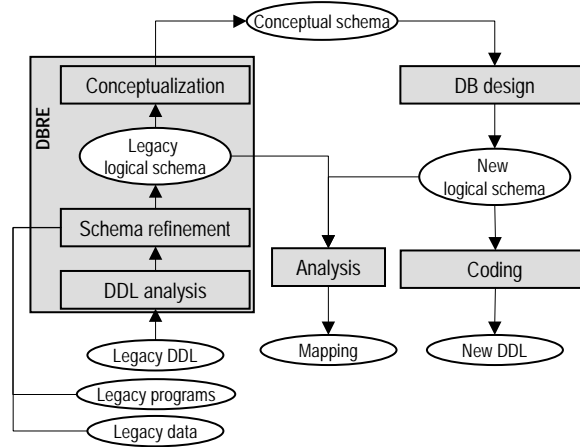 Conceptual schema
Conceptualization
DB design
DBRE
Legacy
logical schema
New
logical schema
Schema refinement
Analysis
Coding
DDL analysis
Legacy DDL
Mapping
New DDL
Legacy programs
Legacy data